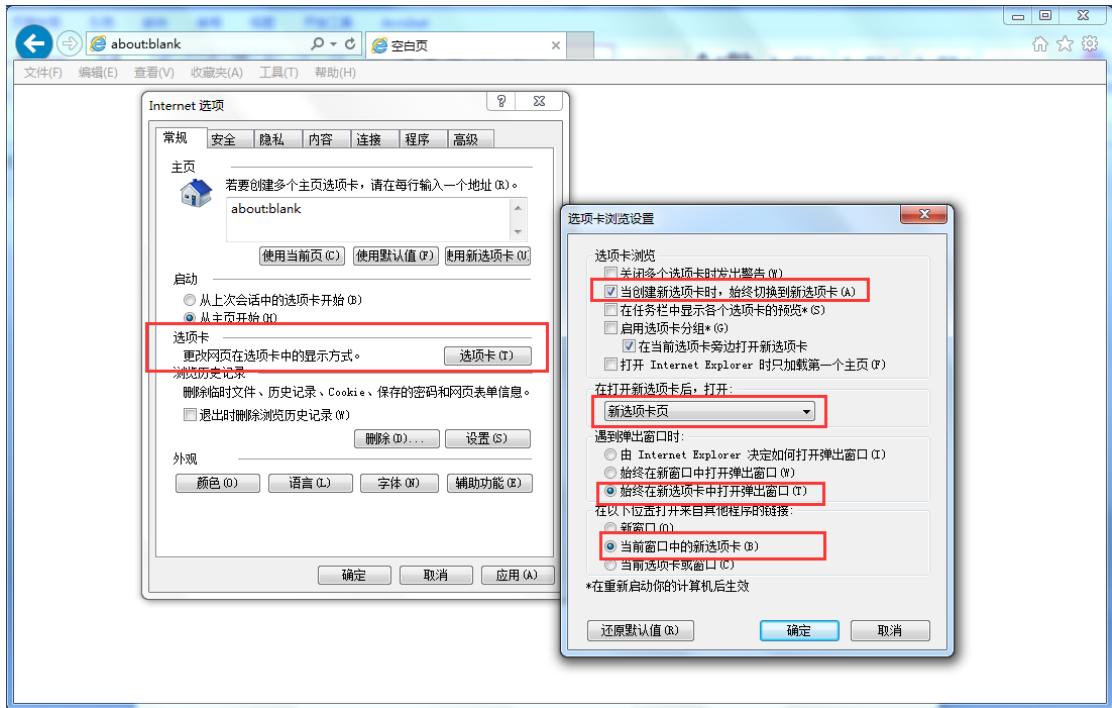 about:blank
空白页
文件(F) 编辑(E) 查看(V) 收藏夹(A) 工具(T) 帮助(H)
Internet 选项
常规 安全 隐私 内容 连接 程序 高级
主页
若要创建多个主页选项卡，请在每行输入一个地址(R)。
about:blank
使用当前页(C) 使用默认值(F) 使用新选项卡(U)
启动
从上次会话中的选项卡开始(B)
从主页开始(H)
选项卡
更改网页在选项卡中的显示方式。 选项卡(T)
浏览历史记录
删除临时文件、历史记录、Cookie、保存的密码和网页表单信息。
退出时删除浏览历史记录(W)
删除(D)... 设置(S)
外观
颜色(O) 语言(L) 字体(N) 辅助功能(E)
确定 取消 应用(A)
选项卡浏览设置
选项卡浏览
关闭多个选项卡时发出警告(W)
当创建新选项卡时，始终切换到新选项卡(A)
在任务栏中显示各个选项卡的预览*(S)
启用选项卡分组*(G)
在当前选项卡旁边打开新选项卡
打开 Internet Explorer 时只加载第一个主页(F)
在打开新选项卡后，打开:
新选项卡页
遇到弹出窗口时:
由 Internet Explorer 决定如何打开弹出窗口(I)
始终在新窗口中打开弹出窗口(W)
始终在新选项卡中打开弹出窗口(T)
在以下位置打开来自其他程序的链接:
新窗口(O)
当前窗口中的新选项卡(B)
当前选项卡或窗口(C)
*在重新启动你的计算机后生效
还原默认值(R) 确定 取消